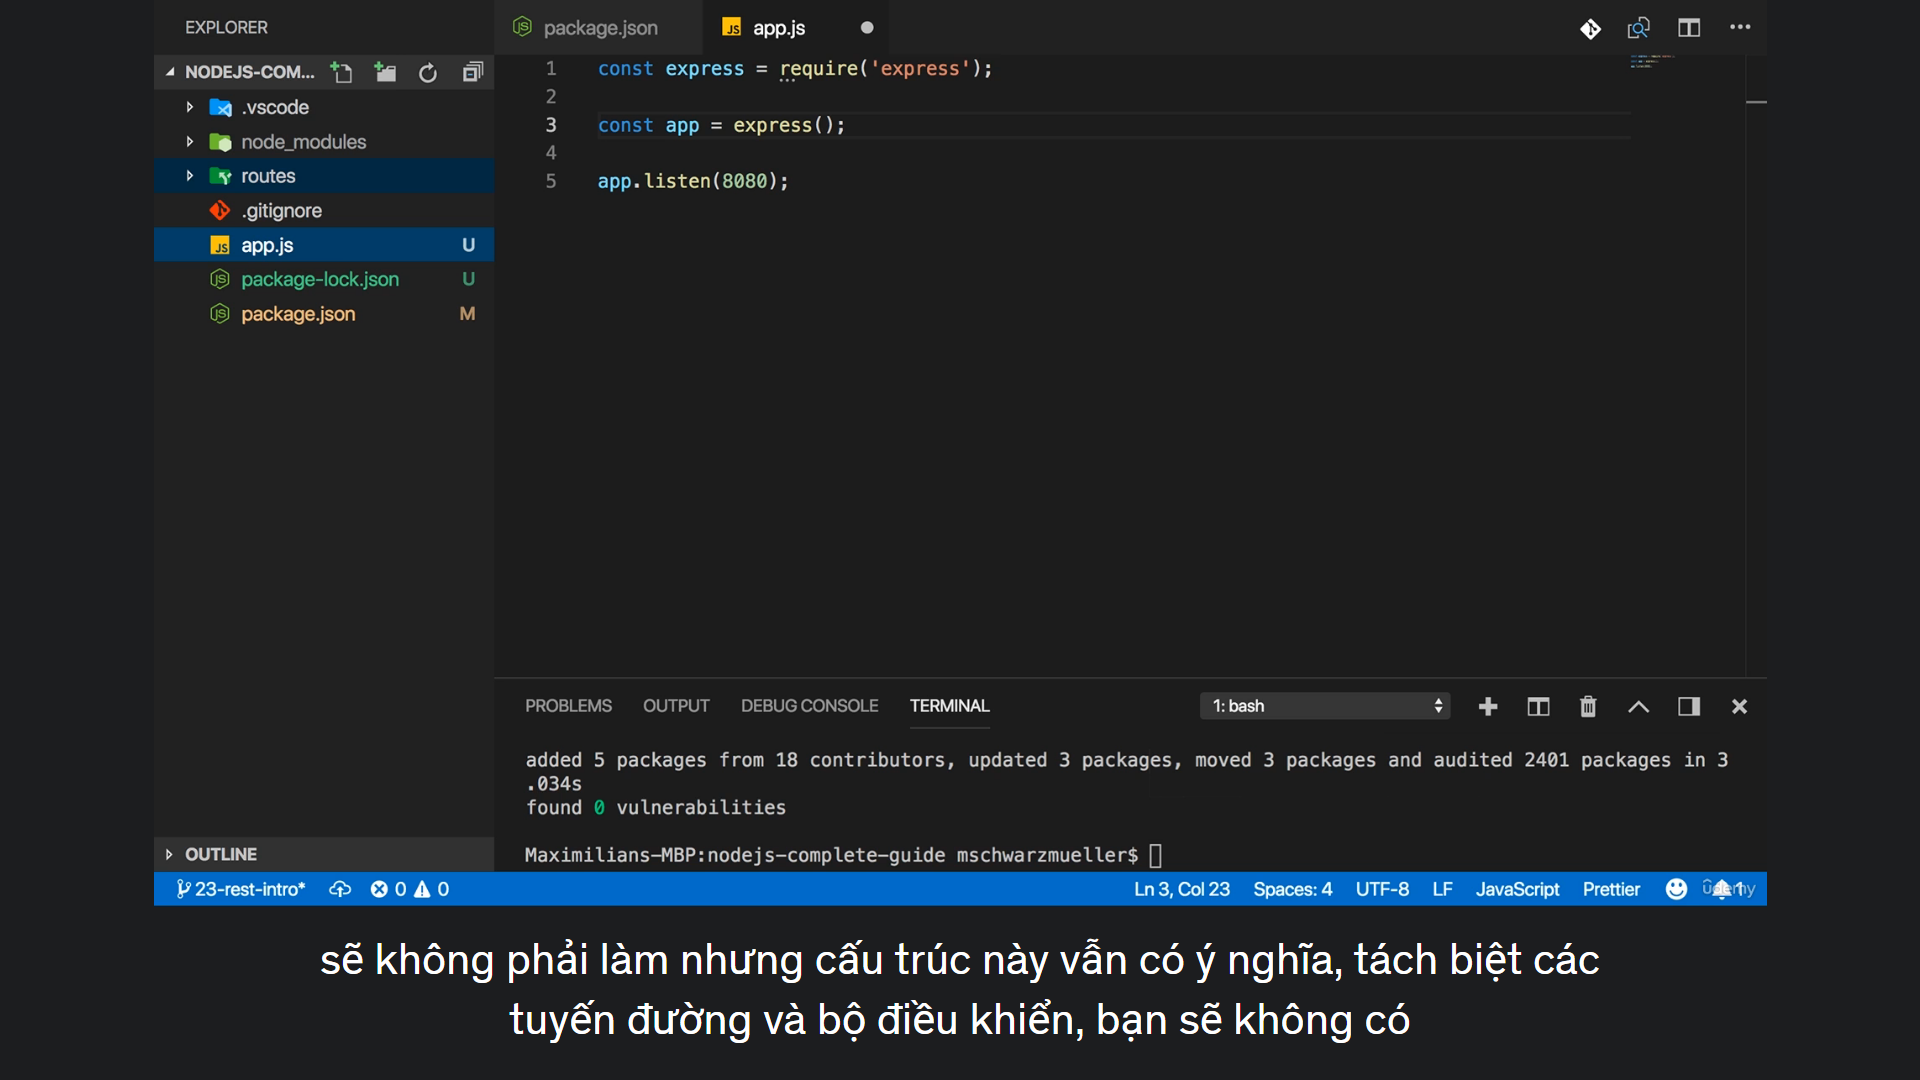 EXPLORER
package.json
app.js
NODEJS-COM...
.vscode
node_modules
routes
.gitignore
app.js U
package-lock.json U
package.json M
1 const express = require('express');
2
3 const app = express();
4
5 app.listen(8080);
PROBLEMS OUTPUT DEBUG CONSOLE TERMINAL
1: bash
added 5 packages from 18 contributors, updated 3 packages, moved 3 packages and audited 2401 packages in 3
.034s
found 0 vulnerabilities
Maximilians-MBP:nodejs-complete-guide mschwarzmueller$
OUTLINE
23-rest-intro* 0 0 Ln 3, Col 23 Spaces: 4 UTF-8 LF JavaScript Prettier 1
ûdemy
sẽ không phải làm nhưng cấu trúc này vẫn có ý nghĩa, tách biệt các
tuyến đường và bộ điều khiển, bạn sẽ không có